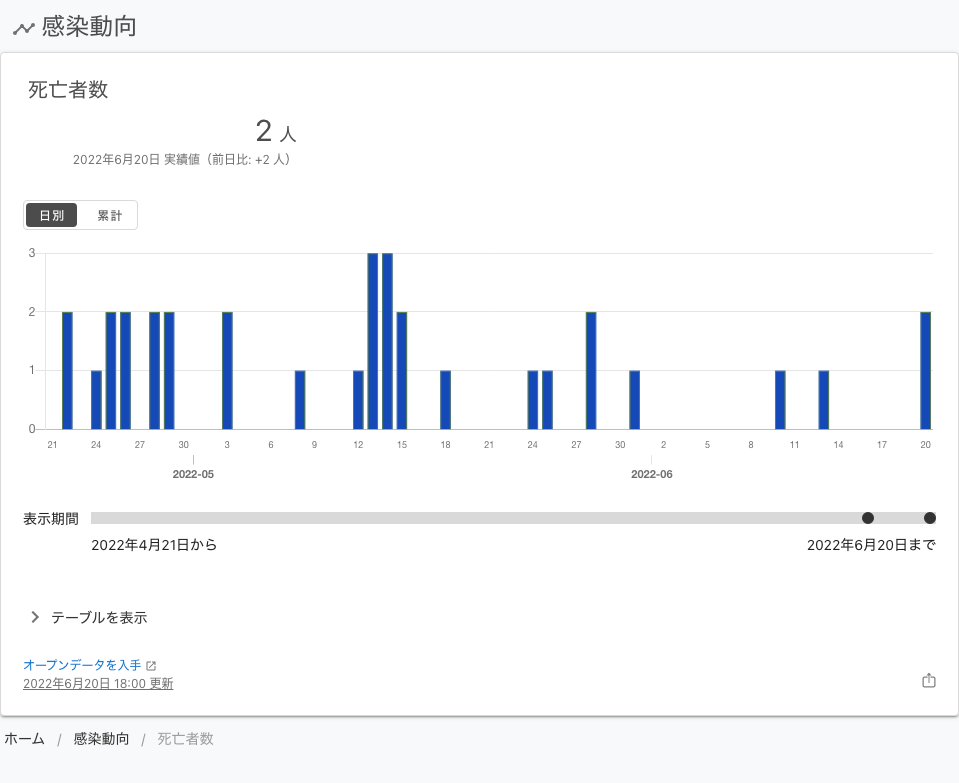 感染動向
死亡者数
2 人
2022年6月20日 実績値（前日比: +2 人）
日別 累計
3
2
1
0
21 24 27 30 3 6 9 12 15 18 21 24 27 30 2 5 8 11 14 17 20
2022-05 2022-06
表示期間
2022年4月21日から 2022年6月20日まで
テーブルを表示
オープンデータを入手
2022年6月20日 18:00 更新
ホーム / 感染動向 / 死亡者数